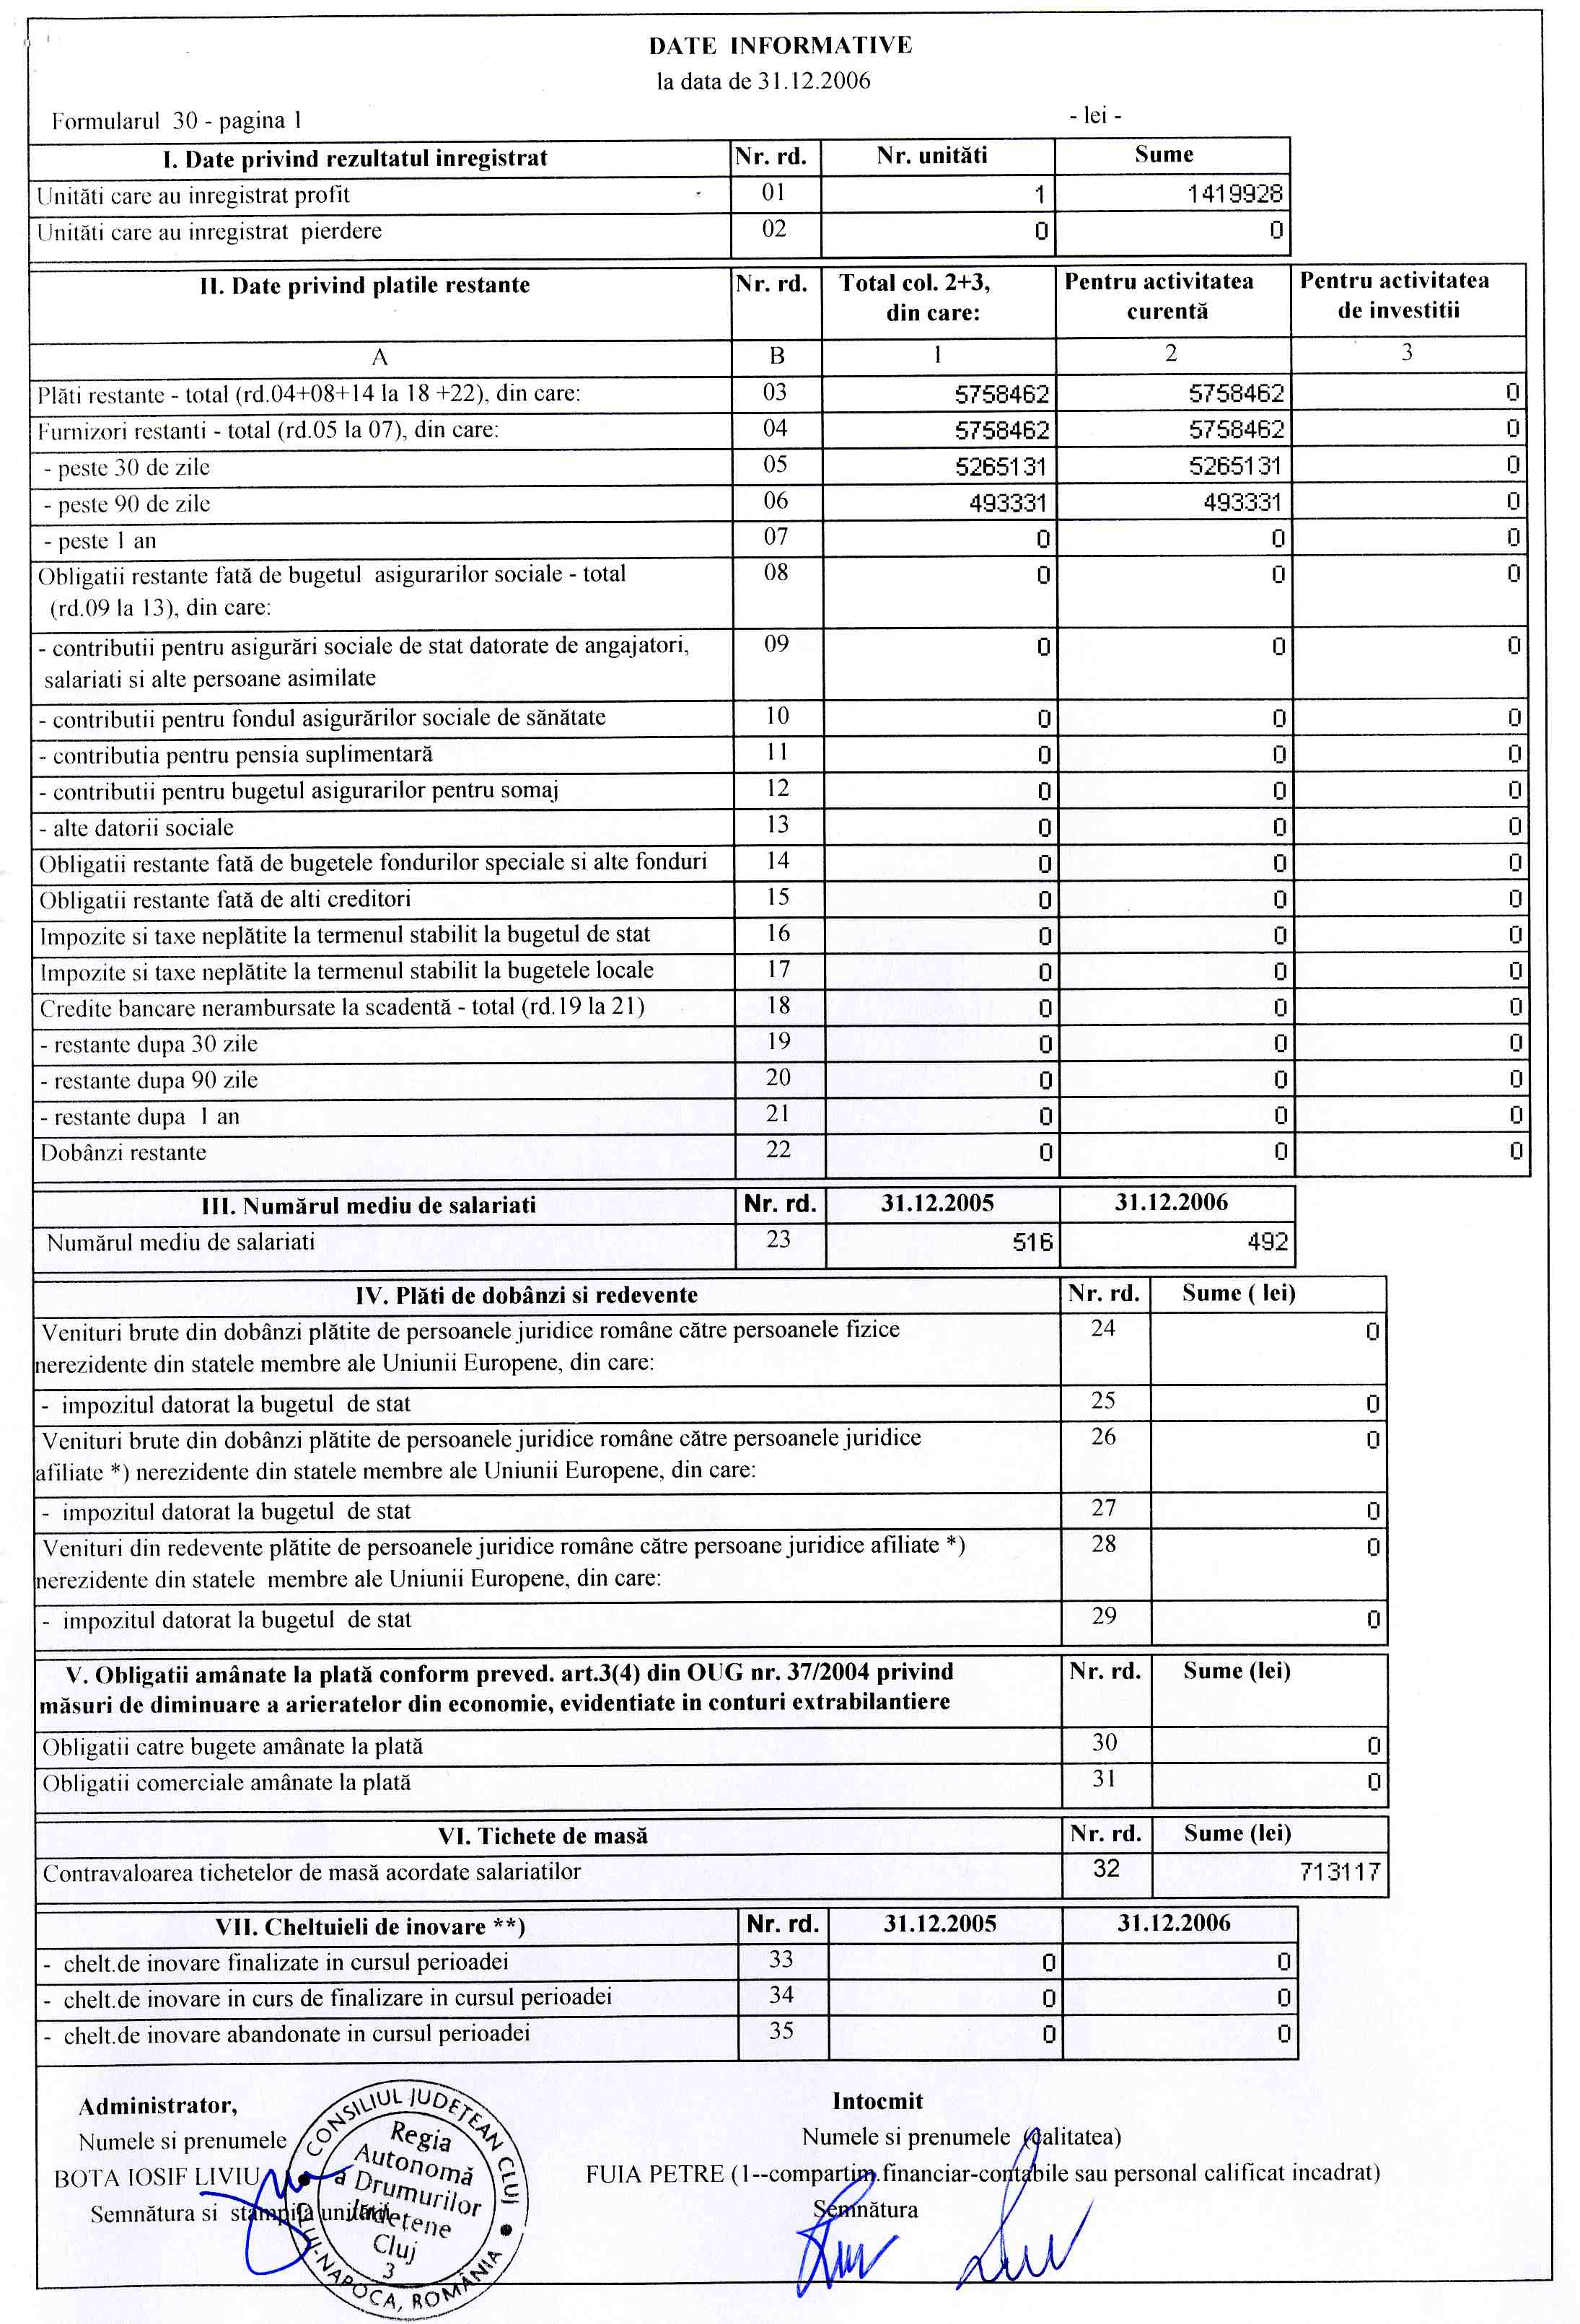 DATE INFORMATIVE
la data de 31.12.2006
Formularul 30 - pagina 1 - lei -
I. Date privind rezultatul inregistrat Nr. rd. Nr. unităti Sume
Unităti care au inregistrat profit 01 1 1419928
Unităti care au inregistrat pierdere 02 0 0
II. Date privind platile restante Nr. rd. Total col. 2+3, Pentru activitatea Pentru activitatea
din care: curentă de investitii
A B 1 2 3
Plăti restante - total (rd.04+08+14 la 18 +22), din care: 03 5758462 5758462 0
Furnizori restanti - total (rd.05 la 07), din care: 04 5758462 5758462 0
- peste 30 de zile 05 5265131 5265131 0
- peste 90 de zile 06 493331 493331 0
- peste 1 an 07 0 0 0
Obligatii restante fată de bugetul asigurarilor sociale - total 08 0 0 0
(rd.09 la 13), din care:
- contributii pentru asigurări sociale de stat datorate de angajatori, 09 0 0 0
salariati si alte persoane asimilate
- contributii pentru fondul asigurărilor sociale de sănătate 10 0 0 0
- contributia pentru pensia suplimentară 11 0 0 0
- contributii pentru bugetul asigurarilor pentru somaj 12 0 0 0
- alte datorii sociale 13 0 0 0
Obligatii restante fată de bugetele fondurilor speciale si alte fonduri 14 0 0 0
Obligatii restante fată de alti creditori 15 0 0 0
Impozite si taxe neplătite la termenul stabilit la bugetul de stat 16 0 0 0
Impozite si taxe neplătite la termenul stabilit la bugetele locale 17 0 0 0
Credite bancare nerambursate la scadentă - total (rd.19 la 21) 18 0 0 0
- restante dupa 30 zile 19 0 0 0
- restante dupa 90 zile 20 0 0 0
- restante dupa 1 an 21 0 0 0
Dobânzi restante 22 0 0 0
III. Numărul mediu de salariati Nr. rd. 31.12.2005 31.12.2006
Numărul mediu de salariati 23 516 492
IV. Plăti de dobânzi si redevente Nr. rd. Sume ( lei)
Venituri brute din dobânzi plătite de persoanele juridice române către persoanele fizice 24 0
nerezidente din statele membre ale Uniunii Europene, din care:
- impozitul datorat la bugetul de stat 25 0
Venituri brute din dobânzi plătite de persoanele juridice române către persoanele juridice 26 0
afiliate *) nerezidente din statele membre ale Uniunii Europene, din care:
- impozitul datorat la bugetul de stat 27 0
Venituri din redevente plătite de persoanele juridice române către persoane juridice afiliate *) 28 0
nerezidente din statele membre ale Uniunii Europene, din care:
- impozitul datorat la bugetul de stat 29 0
V. Obligatii amânate la plată conform preved. art.3(4) din OUG nr. 37/2004 privind Nr. rd. Sume (lei)
măsuri de diminuare a arieratelor din economie, evidentiate in conturi extrabilantiere
Obligatii catre bugete amânate la plată 30 0
Obligatii comerciale amânate la plată 31 0
VI. Tichete de masă Nr. rd. Sume (lei)
Contravaloarea tichetelor de masă acordate salariatilor 32 713117
VII. Cheltuieli de inovare **) Nr. rd. 31.12.2005 31.12.2006
- chelt.de inovare finalizate in cursul perioadei 33 0 0
- chelt.de inovare in curs de finalizare in cursul perioadei 34 0 0
- chelt.de inovare abandonate in cursul perioadei 35 0 0
Administrator, Intocmit
Numele si prenumele Numele si prenumele (calitatea)
BOTA IOSIF LIVIU FUIA PETRE (1--compartim.financiar-contabile sau personal calificat incadrat)
Semnătura si stampila unitătii Semnătura
CONSILIUL JUDEȚEAN CLUJ
CLUJ-NAPOCA, ROMÂNIA
Regia
Autonomă
a Drumurilor
Județene
Cluj
3